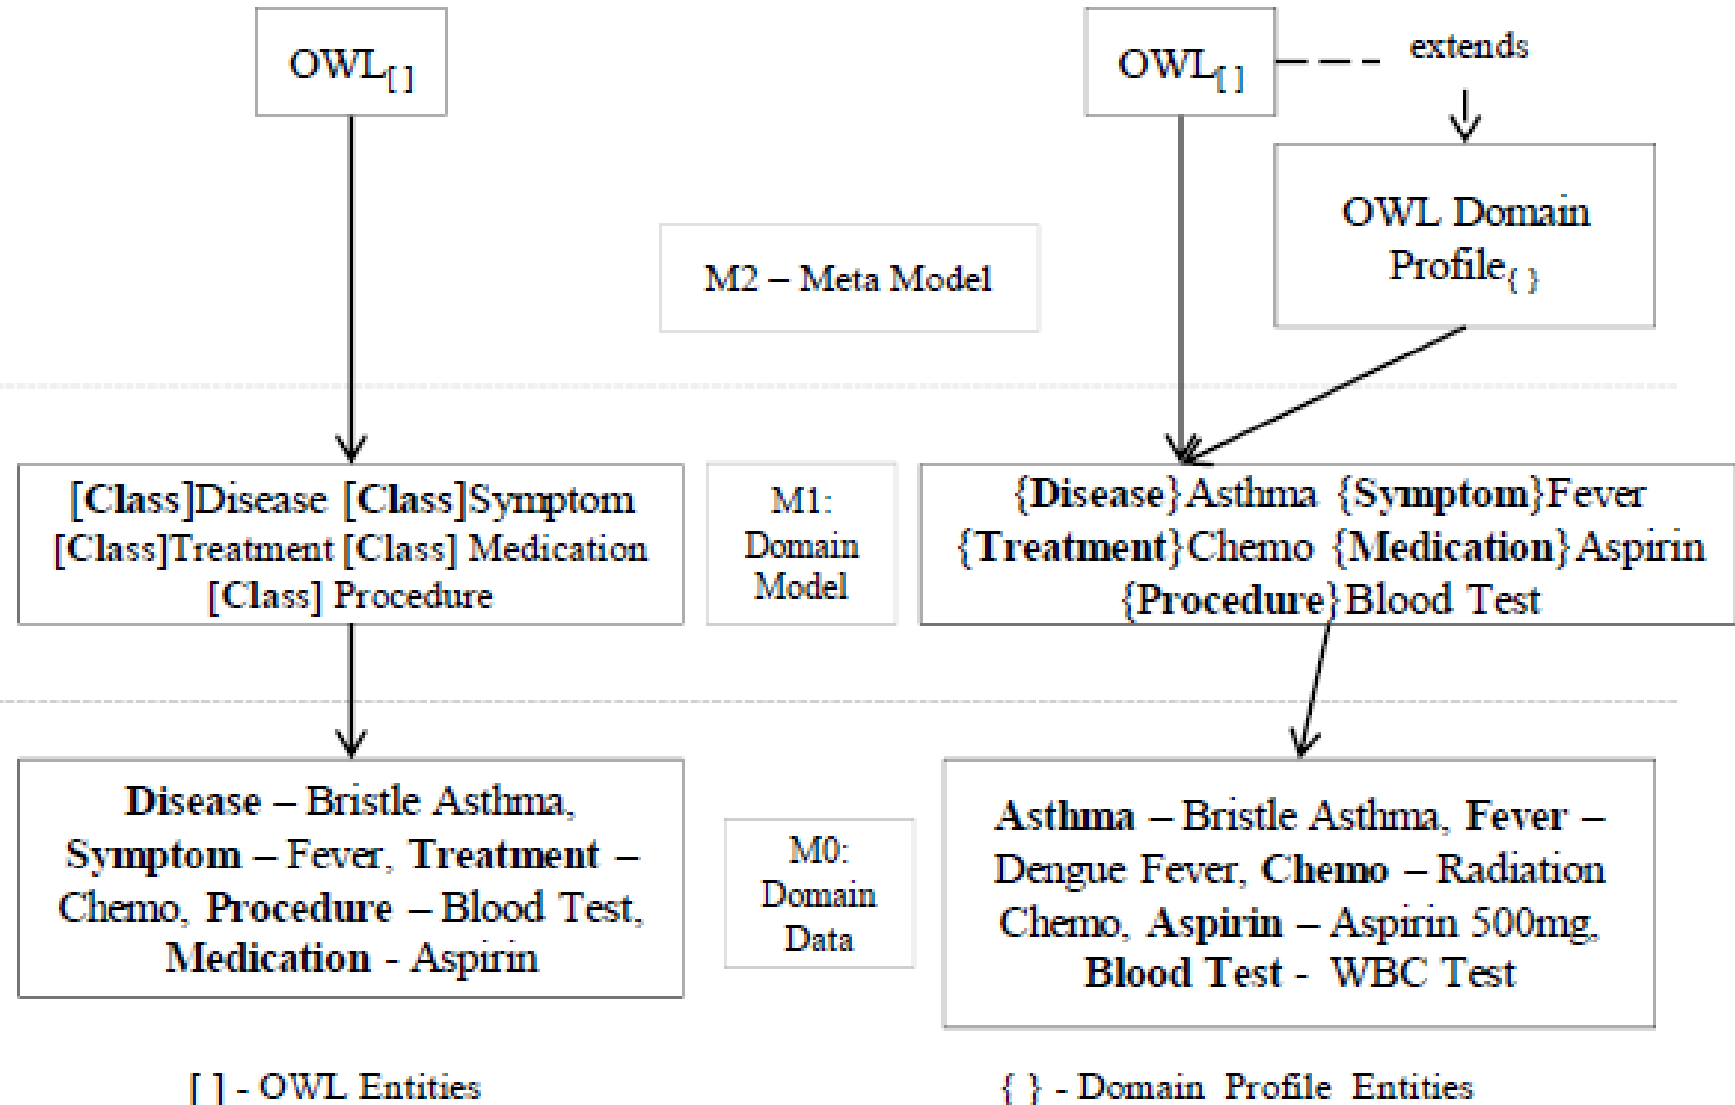 OWL[ ]
OWL[ ]
extends
OWL Domain
Profile{ }
M2 – Meta Model
[Class]Disease [Class]Symptom
[Class]Treatment [Class] Medication
[Class] Procedure
M1:
Domain
Model
{Disease}Asthma {Symptom}Fever
{Treatment}Chemo {Medication}Aspirin
{Procedure}Blood Test
Disease – Bristle Asthma,
Symptom – Fever, Treatment –
Chemo, Procedure – Blood Test,
Medication - Aspirin
M0:
Domain
Data
Asthma – Bristle Asthma, Fever –
Dengue Fever, Chemo – Radiation
Chemo, Aspirin – Aspirin 500mg,
Blood Test - WBC Test
[ ] - OWL Entities
{ } - Domain Profile Entities